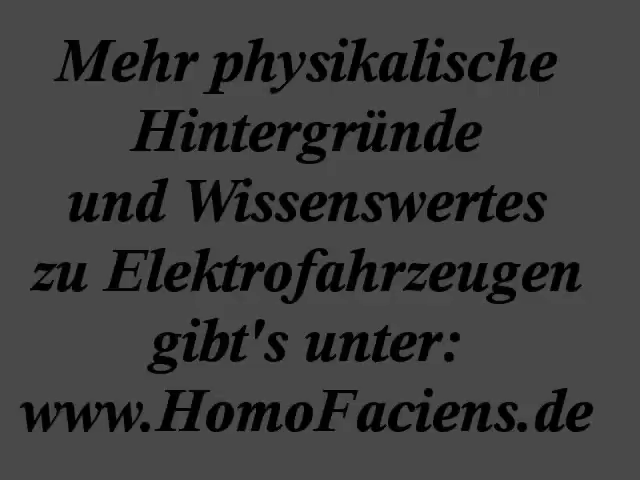 Mehr physikalische
Hintergründe
und Wissenswertes
zu Elektrofahrzeugen
gibt's unter:
www.HomoFaciens.de